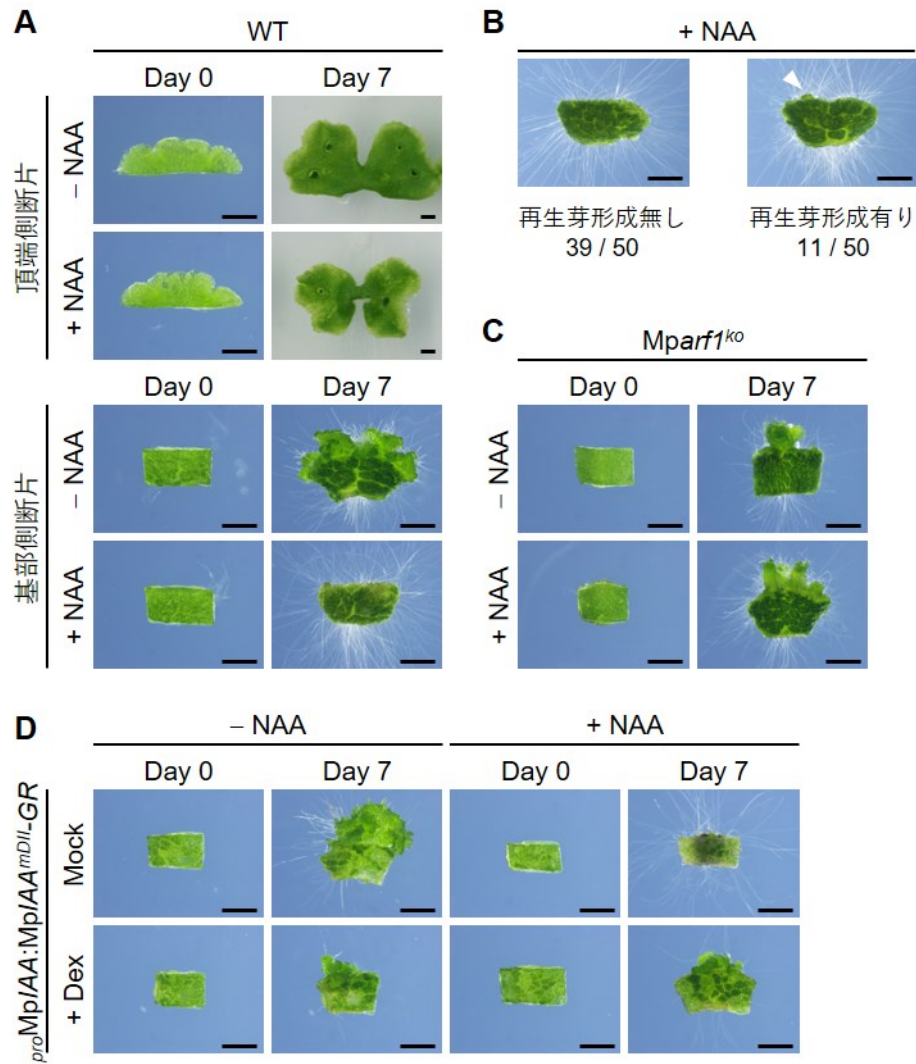 A
WT
Day 0
Day 7
頂端側断片
− NAA
+ NAA
Day 0
Day 7
基部側断片
− NAA
+ NAA
B
+ NAA
再生芽形成無し
39 / 50
再生芽形成有り
11 / 50
C
Mparf1ko
Day 0
Day 7
− NAA
+ NAA
D
− NAA
+ NAA
Day 0
Day 7
Day 0
Day 7
proMpIAA:MpIAAmDII-GR
Mock
+ Dex